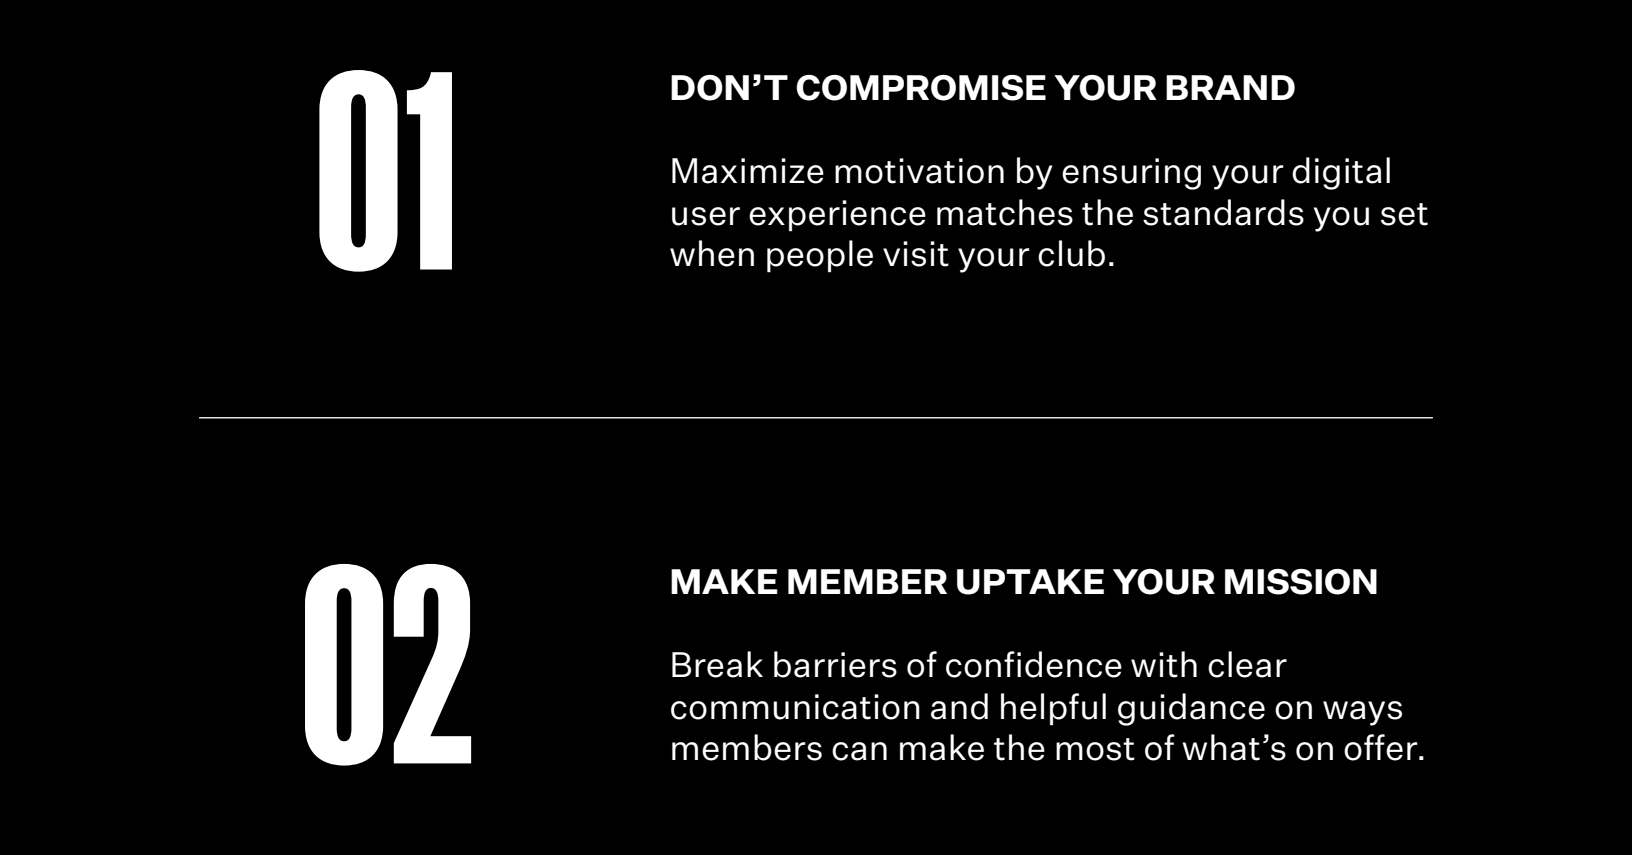 01
DON’T COMPROMISE YOUR BRAND
Maximize motivation by ensuring your digital
user experience matches the standards you set
when people visit your club.
02
MAKE MEMBER UPTAKE YOUR MISSION
Break barriers of confidence with clear
communication and helpful guidance on ways
members can make the most of what’s on offer.